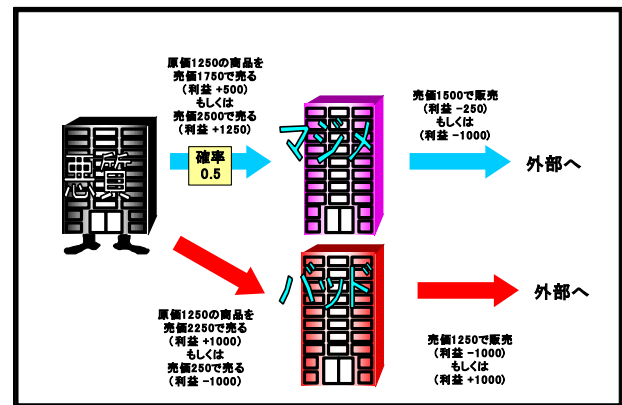 原価1250の商品を
売価1750で売る
(利益 +500)
もしくは
売価2500で売る
(利益 +1250)
悪質
確率
0.5
マジメ
売価1500で販売
(利益 -250)
もしくは
(利益 -1000)
外部へ
バッド
外部へ
原価1250の商品を
売価2250で売る
(利益 +1000)
もしくは
売価250で売る
(利益 -1000)
売価1250で販売
(利益 -1000)
もしくは
(利益 +1000)